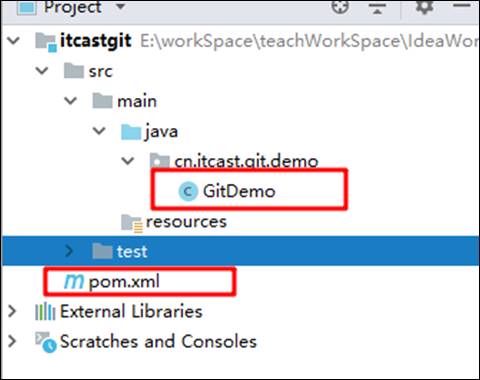 Project
itcastgit E:\workSpace\teachWorkSpace\IdeaWor
src
main
java
cn.itcast.git.demo
C GitDemo
resources
test
m pom.xml
External Libraries
Scratches and Consoles